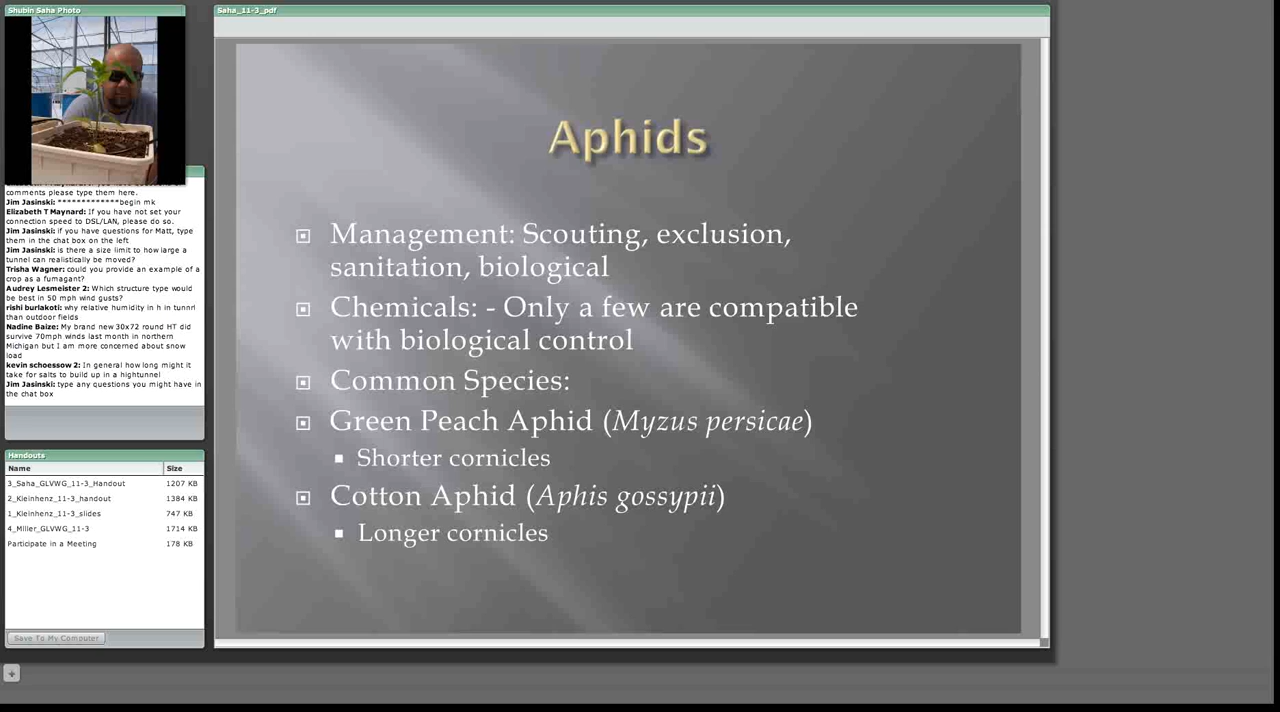 Shubin Saha Photo
Saha_11-3_pdf
comments please type them here.
Jim Jasinski: *************begin mk
Elizabeth T Maynard: If you have not set your
connection speed to DSL/LAN, please do so.
Jim Jasinski: if you have questions for Matt, type
them in the chat box on the left
Jim Jasinski: is there a size limit to how large a
tunnel can realistically be moved?
Trisha Wagner: could you provide an example of a
crop as a fumagant?
Audrey Lesmeister 2: Which structure type would
be best in 50 mph wind gusts?
rishi burlakoti: why relative humidity in h in tunnrl
than outdoor fields
Nadine Baize: My brand new 30x72 round HT did
survive 70mph winds last month in northern
Michigan but I am more concerned about snow
load
kevin schoessow 2: In general how long might it
take for salts to build up in a hightunnel
Jim Jasinski: type any questions you might have in
the chat box
Handouts
Name Size
3_Saha_GLVWG_11-3_Handout 1207 KB
2_Kleinhenz_11-3_handout 1384 KB
1_Kleinhenz_11-3_slides 747 KB
4_Miller_GLVWG_11-3 1714 KB
Participate in a Meeting 178 KB
Save To My Computer
Aphids
Management: Scouting, exclusion,
sanitation, biological
Chemicals: - Only a few are compatible
with biological control
Common Species:
Green Peach Aphid (Myzus persicae)
Shorter cornicles
Cotton Aphid (Aphis gossypii)
Longer cornicles